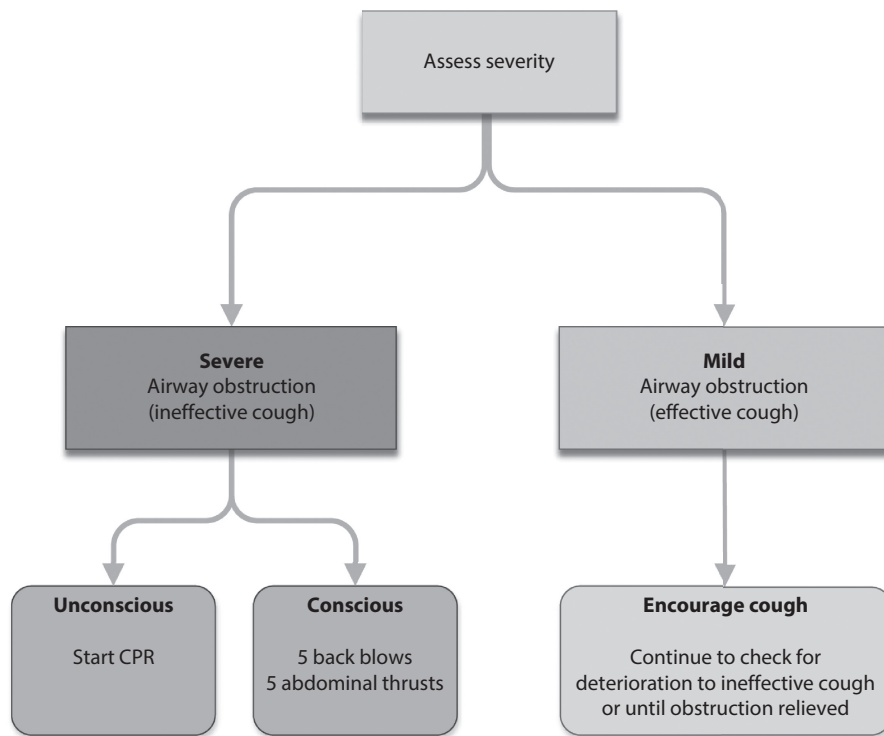 Assess severity
Severe
Airway obstruction
(ineffective cough)
Mild
Airway obstruction
(effective cough)
Unconscious
Start CPR
Conscious
5 back blows
5 abdominal thrusts
Encourage cough
Continue to check for
deterioration to ineffective cough
or until obstruction relieved